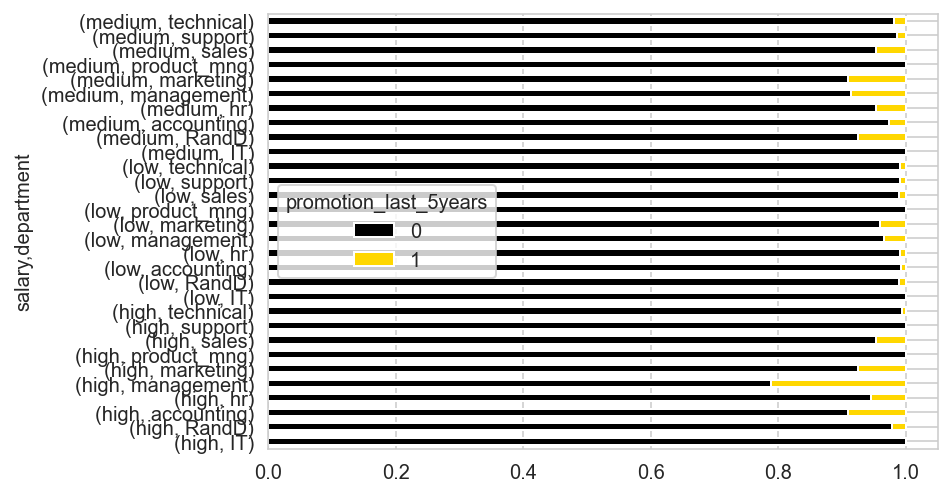 (medium, technical)
(medium, support)
(medium, sales)
(medium, product_mng)
(medium, marketing)
(medium, management)
(medium, hr)
(medium, accounting)
(medium, RandD)
(medium, IT)
(low, technical)
(low, support)
(low, sales)
(low, product_mng)
(low, marketing)
(low, management)
(low, hr)
(low, accounting)
(low, RandD)
(low, IT)
(high, technical)
(high, support)
(high, sales)
(high, product_mng)
(high, marketing)
(high, management)
(high, hr)
(high, accounting)
(high, RandD)
(high, IT)
salary,department
promotion_last_5years
0
1
0.0 0.2 0.4 0.6 0.8 1.0